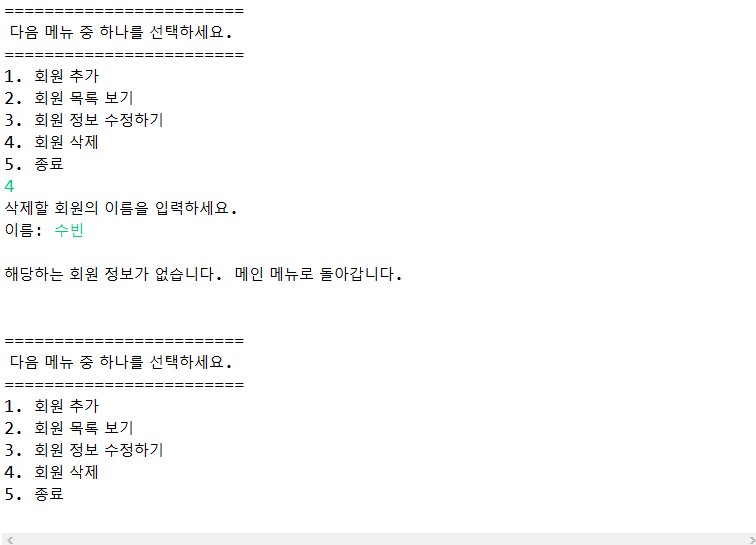 ========================
다음 메뉴 중 하나를 선택하세요.
========================
1. 회원 추가
2. 회원 목록 보기
3. 회원 정보 수정하기
4. 회원 삭제
5. 종료
4
삭제할 회원의 이름을 입력하세요.
이름: 수빈
해당하는 회원 정보가 없습니다. 메인 메뉴로 돌아갑니다.
========================
다음 메뉴 중 하나를 선택하세요.
========================
1. 회원 추가
2. 회원 목록 보기
3. 회원 정보 수정하기
4. 회원 삭제
5. 종료